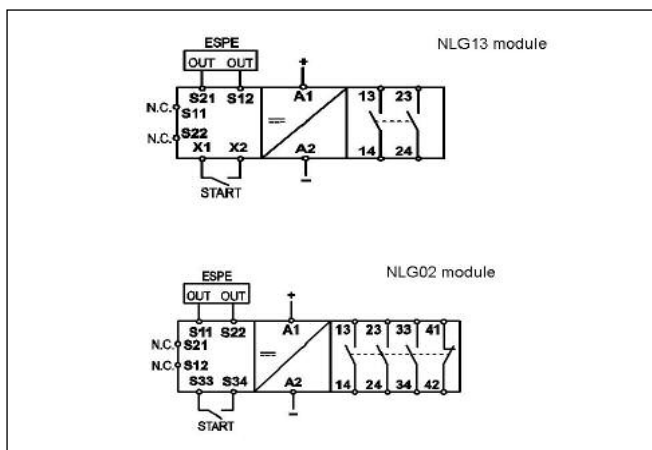 NLG13 module
ESPE
OUT OUT
+
S21 S12 A1 13 23
N.C. S11
N.C. S22
X1 X2 A2 14 24
START
−
NLG02 module
ESPE
OUT OUT
+
S11 S22 A1 13 23 33 41
N.C. S21
N.C. S12
S33 S34 A2 14 24 34 42
START
−